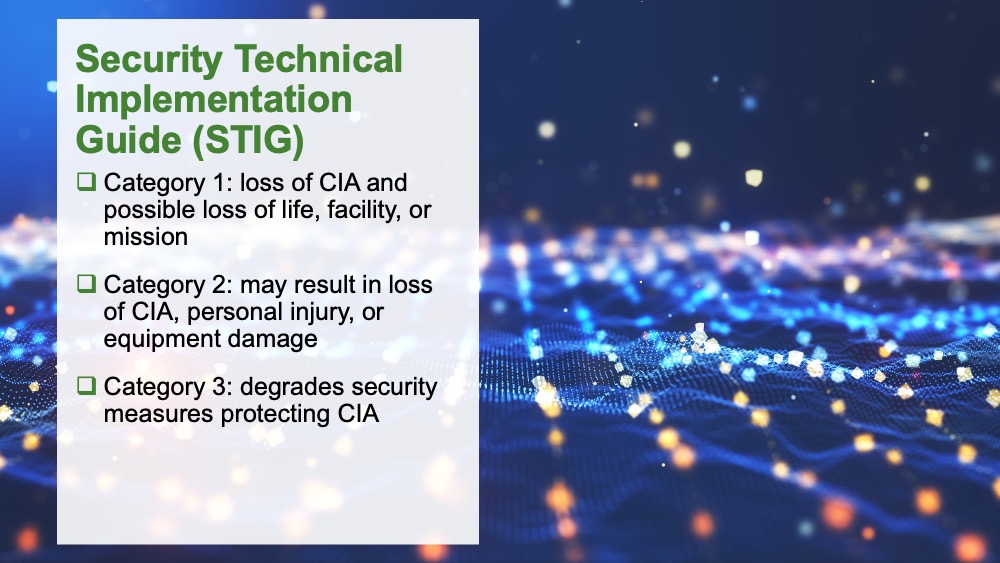 Security Technical
Implementation
Guide (STIG)
Category 1: loss of CIA and
possible loss of life, facility, or
mission
Category 2: may result in loss
of CIA, personal injury, or
equipment damage
Category 3: degrades security
measures protecting CIA